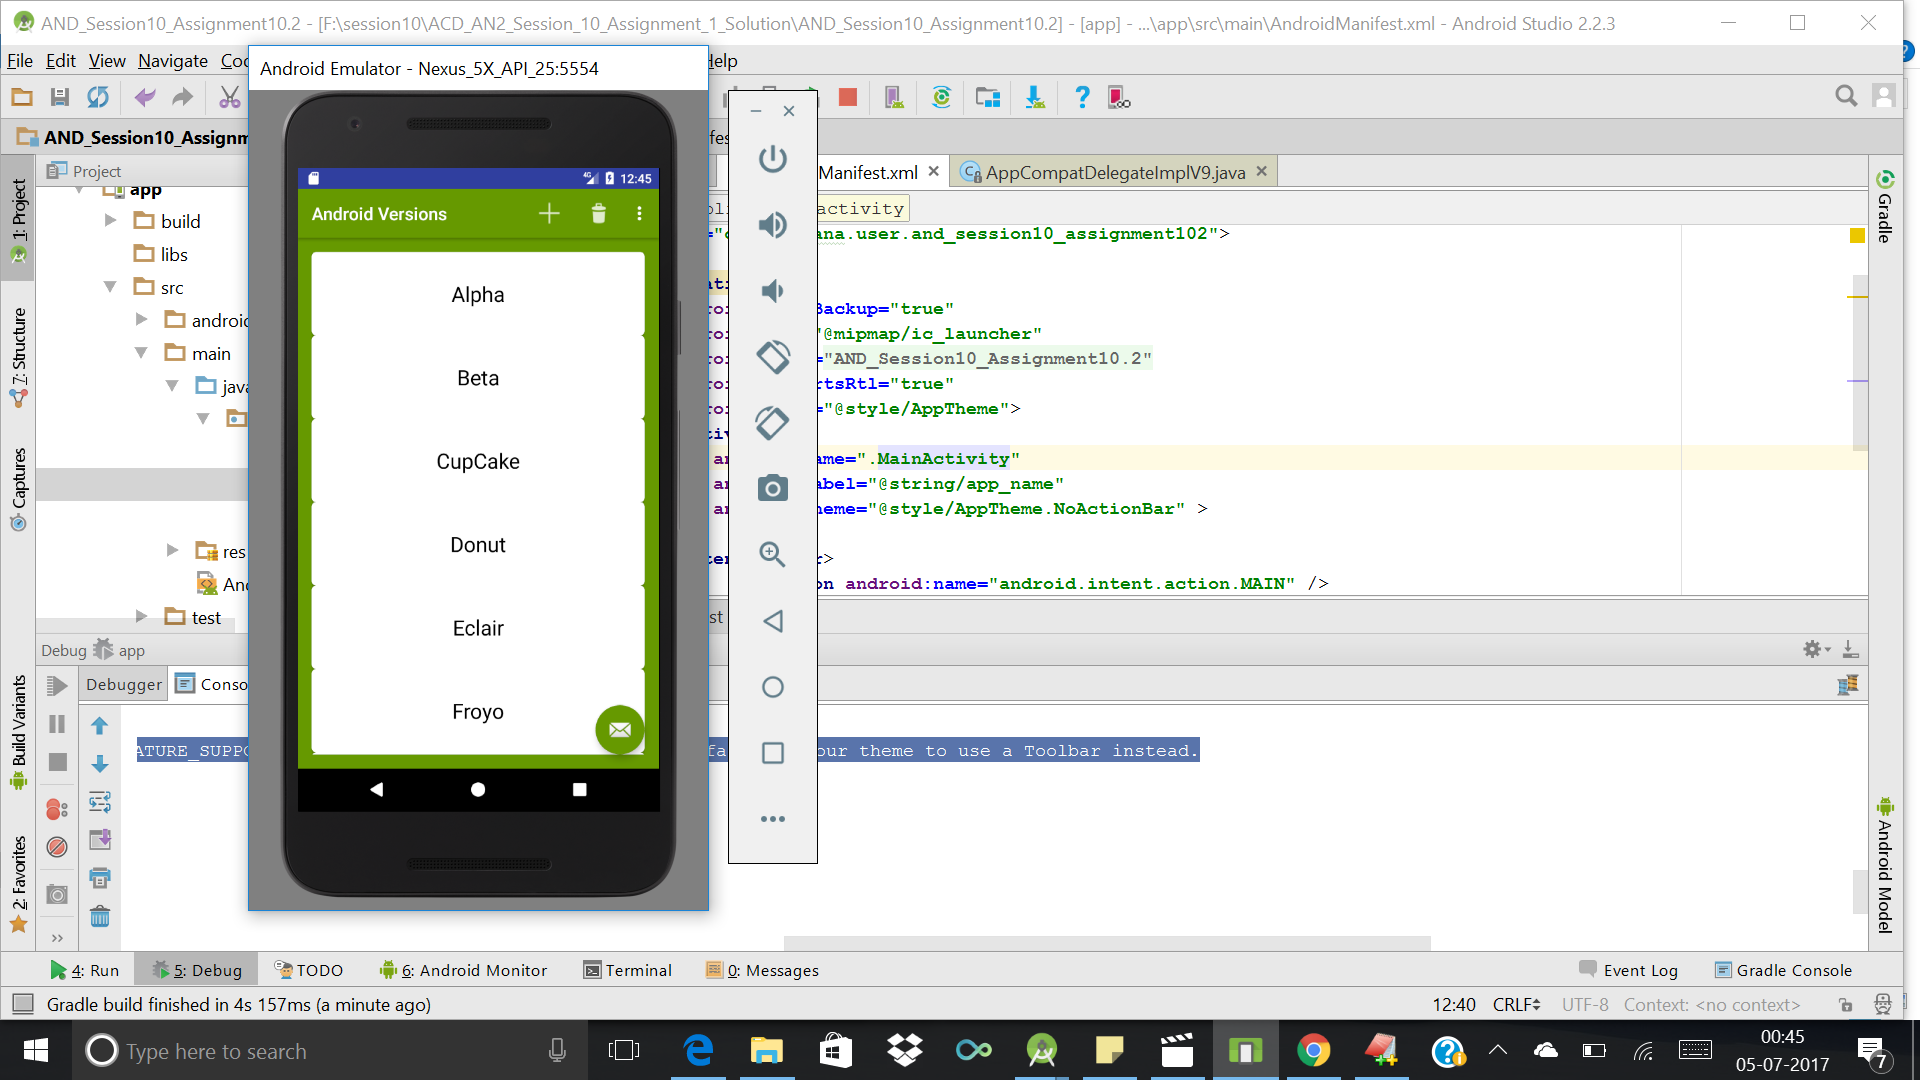 AND_Session10_Assignment10.2 - [F:\session10\ACD_AN2_Session_10_Assignment_1_Solution\AND_Session10_Assignment10.2] - [app] - ...\app\src\main\AndroidManifest.xml - Android Studio 2.2.3
File Edit View Navigate
Android Emulator - Nexus_5X_API_25:5554
AND_Session10_Assignm
Project
Manifest.xml
AppCompatDelegateImplV9.java
activity
app
build
libs
src
main
java
res
test
12:45
Android Versions
Alpha
Beta
CupCake
Donut
Eclair
Froyo
ana.user.and_session10_assignment102">
Backup="true"
"@mipmap/ic_launcher"
="AND_Session10_Assignment10.2"
rtsRtl="true"
="@style/AppTheme">
ame=".MainActivity"
abel="@string/app_name"
heme="@style/AppTheme.NoActionBar" >
on android:name="android.intent.action.MAIN" />
1: Project
7: Structure
Captures
Build Variants
2: Favorites
Gradle
Android Model
Debug app
Debugger
our theme to use a Toolbar instead.
4: Run
5: Debug
TODO
6: Android Monitor
Terminal
0: Messages
Event Log
Gradle Console
Gradle build finished in 4s 157ms (a minute ago)
12:40 CRLF UTF-8 Context: <no context>
Type here to search
00:45
05-07-2017
7